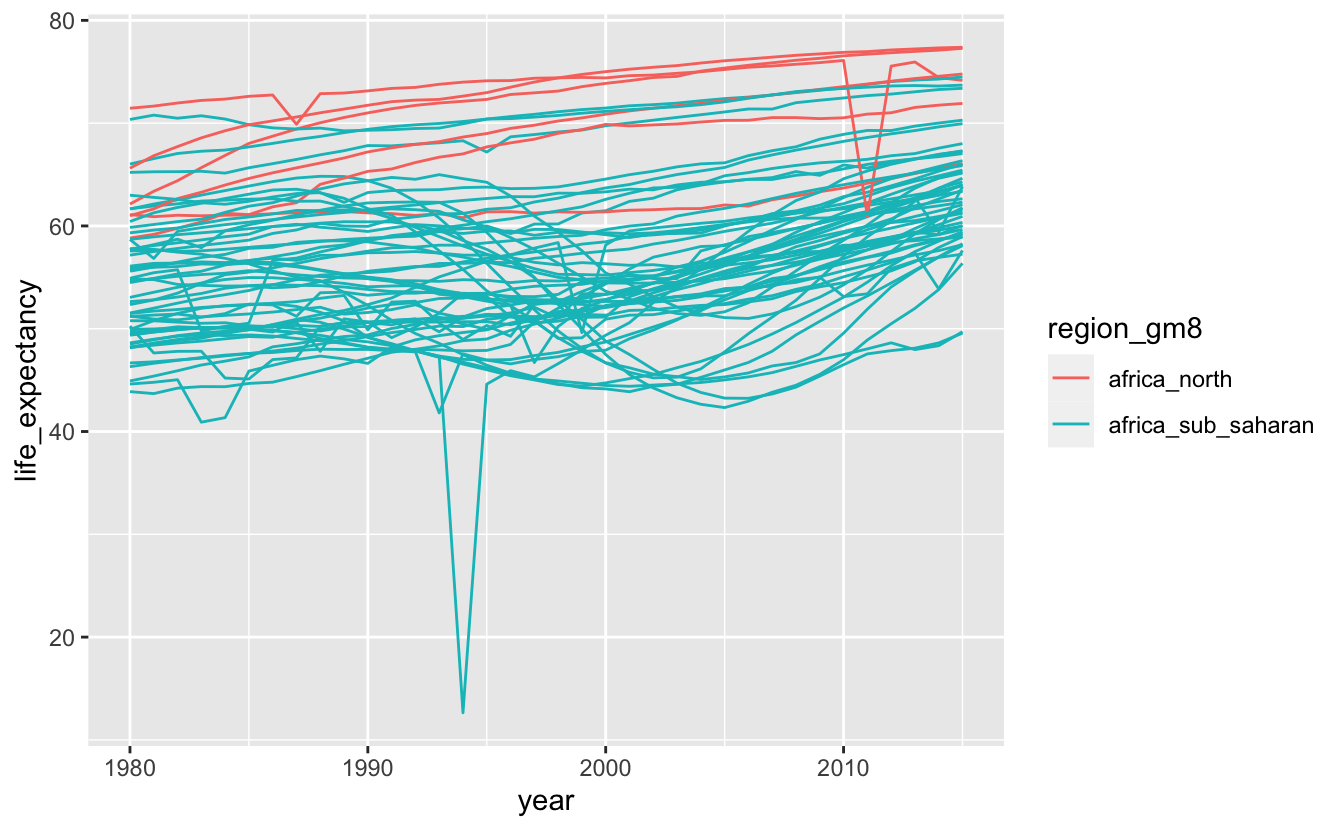 80
60
40
20
life_expectancy
1980
1990
2000
2010
year
region_gm8
africa_north
africa_sub_saharan